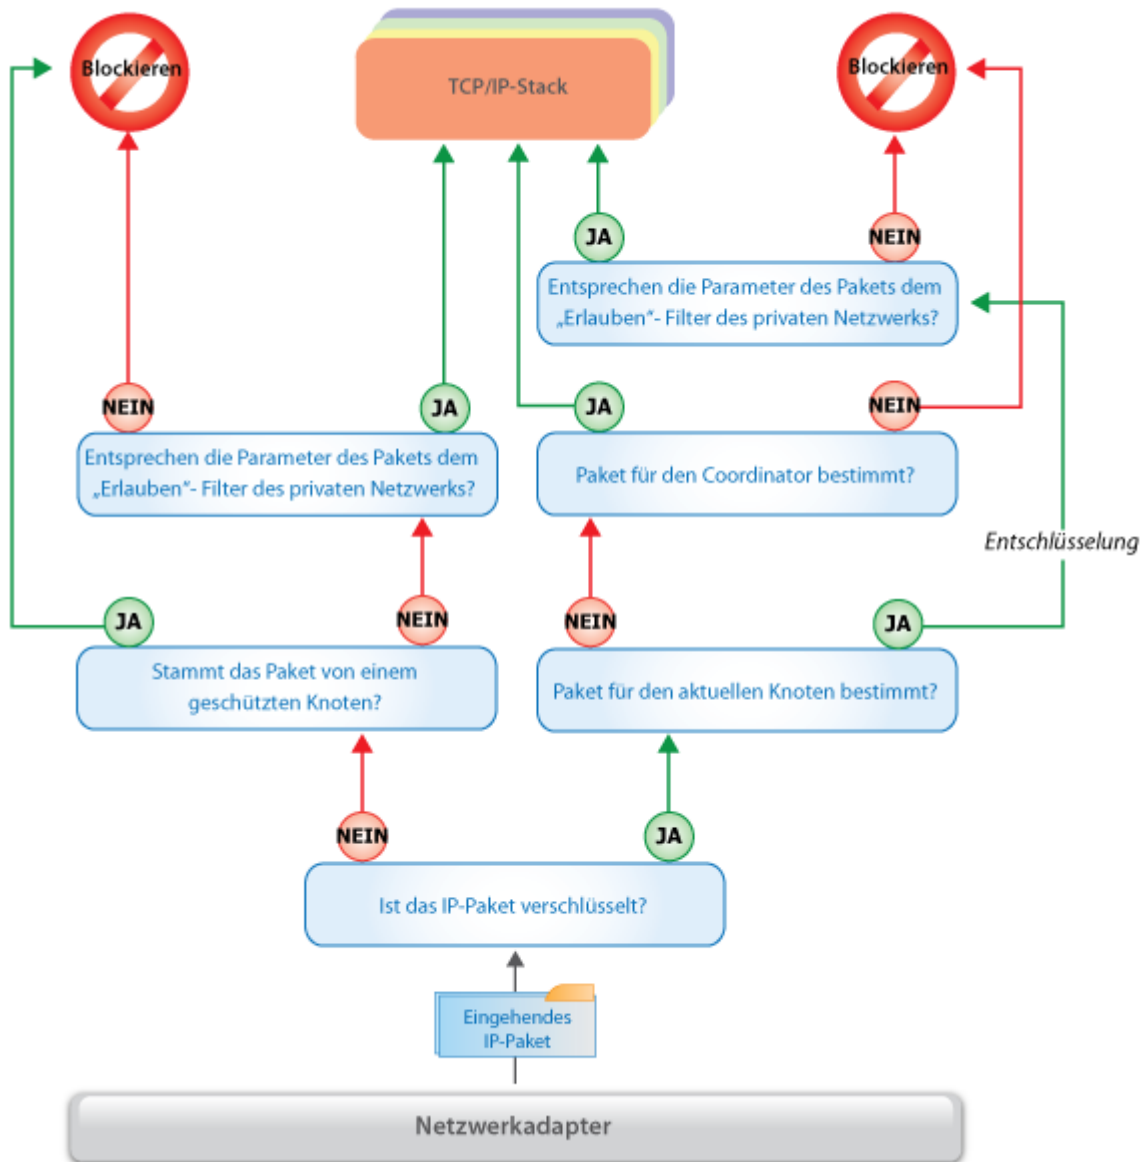 Blockieren
TCP/IP-Stack
Blockieren
JA
NEIN
Entsprechen die Parameter des Pakets dem
„Erlauben“- Filter des privaten Netzwerks?
NEIN
JA
JA
NEIN
Entsprechen die Parameter des Pakets dem
„Erlauben“- Filter des privaten Netzwerks?
Paket für den Coordinator bestimmt?
Entschlüsselung
JA
NEIN
NEIN
JA
Stammt das Paket von einem
geschützten Knoten?
Paket für den aktuellen Knoten bestimmt?
NEIN
JA
Ist das IP-Paket verschlüsselt?
Eingehendes
IP-Paket
Netzwerkadapter